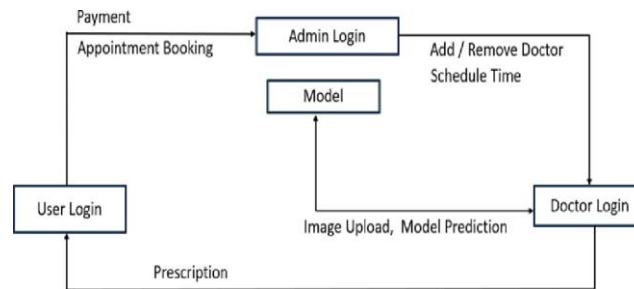 Payment
Appointment Booking
Admin Login
Add / Remove Doctor
Schedule Time
Model
User Login
Doctor Login
Image Upload, Model Prediction
Prescription